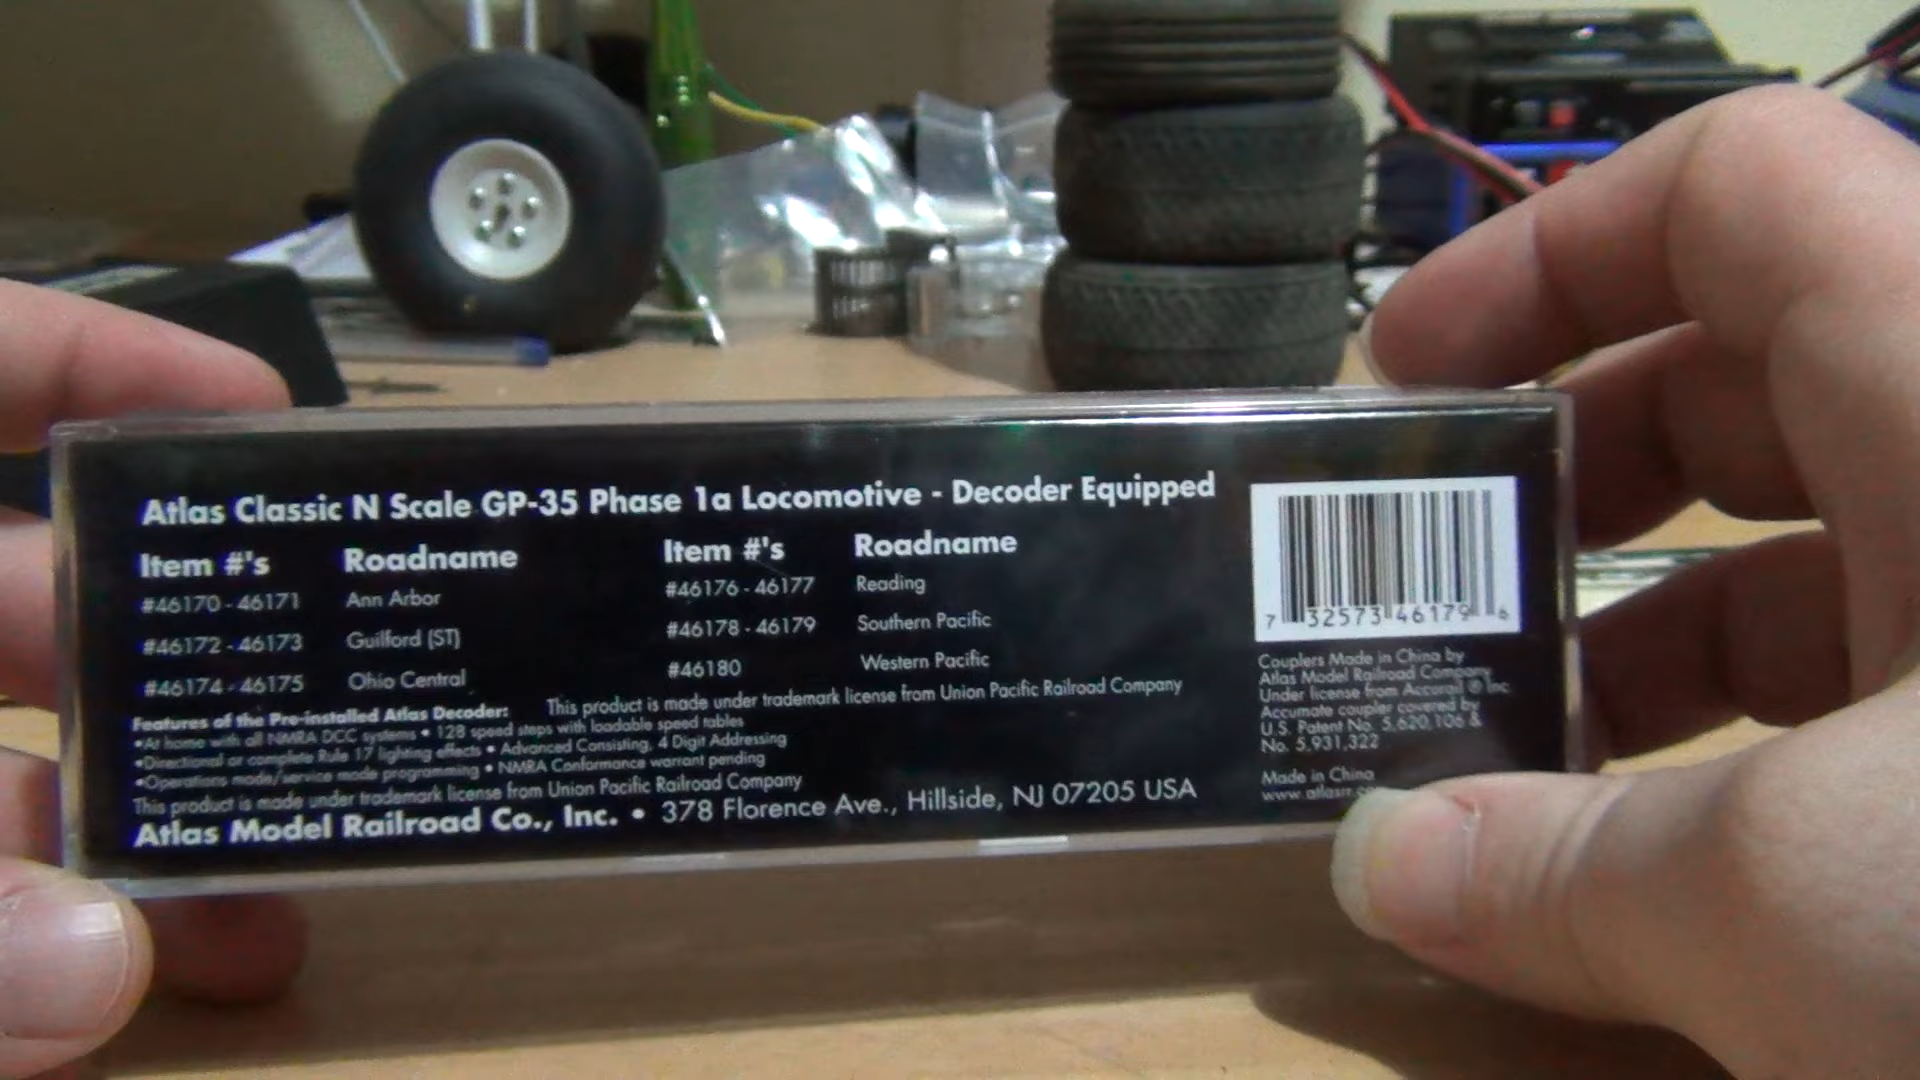 Atlas Classic N Scale GP-35 Phase 1a Locomotive - Decoder Equipped
Item #'s Roadname Item #'s Roadname
#46170 - 46171 Ann Arbor #46176 - 46177 Reading
#46172 - 46173 Guilford (ST) #46178 - 46179 Southern Pacific
#46174 - 46175 Ohio Central #46180 Western Pacific
This product is made under trademark license from Union Pacific Railroad Company
Features of the Pre-installed Atlas Decoder:
•At home with all NMRA DCC systems • 128 speed steps with loadable speed tables
•Directional or complete Rule 17 lighting effects • Advanced Consisting, 4 Digit Addressing
•Operations mode/service mode programming • NMRA Conformance warrant pending
This product is made under trademark license from Union Pacific Railroad Company
Atlas Model Railroad Co., Inc. • 378 Florence Ave., Hillside, NJ 07205 USA
7 32573 46179 6
Couplers Made in China by
Atlas Model Railroad Company
Under license from Accurail ® Inc.
Accumate coupler covered by
U.S. Patent No. 5,620,106 &
No. 5,931,322
Made in China